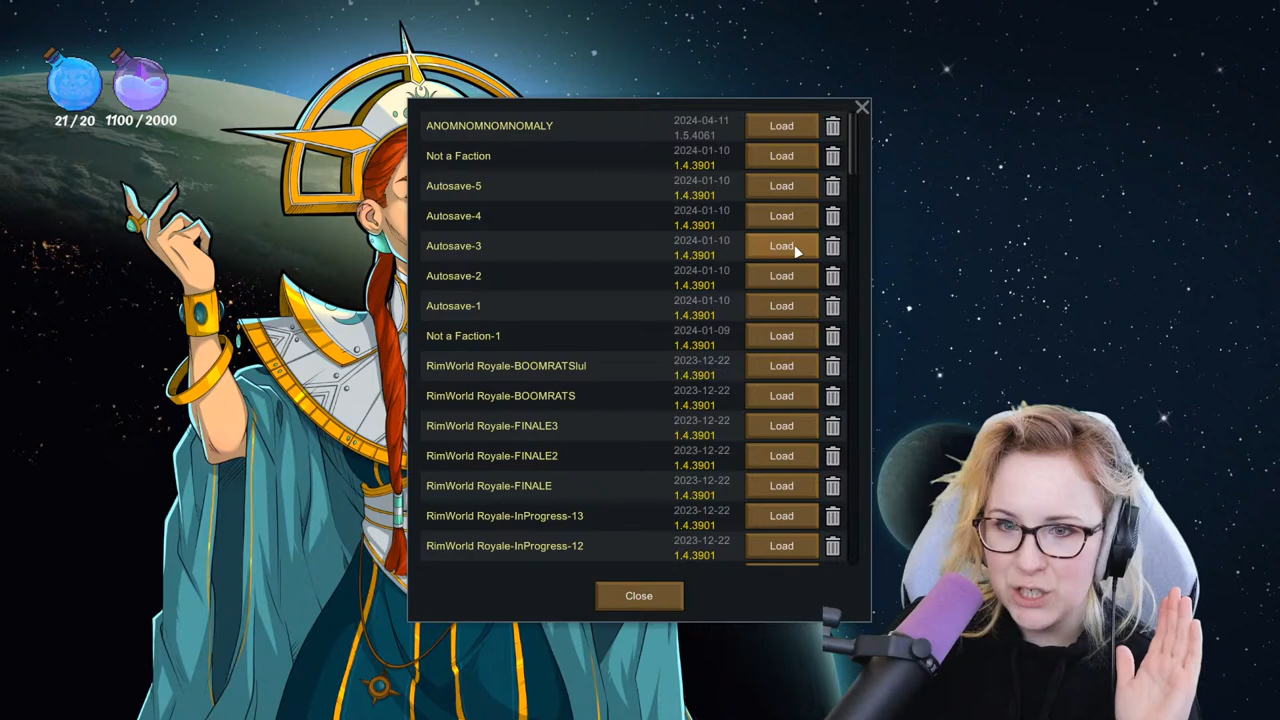 21 / 20 1100 / 2000
ANOMNOMNOMNOMALY 2024-04-11 1.5.4061 Load
Not a Faction 2024-01-10 1.4.3901 Load
Autosave-5 2024-01-10 1.4.3901 Load
Autosave-4 2024-01-10 1.4.3901 Load
Autosave-3 2024-01-10 1.4.3901 Load
Autosave-2 2024-01-10 1.4.3901 Load
Autosave-1 2024-01-10 1.4.3901 Load
Not a Faction-1 2024-01-09 1.4.3901 Load
RimWorld Royale-BOOMRATSlul 2023-12-22 1.4.3901 Load
RimWorld Royale-BOOMRATS 2023-12-22 1.4.3901 Load
RimWorld Royale-FINALE3 2023-12-22 1.4.3901 Load
RimWorld Royale-FINALE2 2023-12-22 1.4.3901 Load
RimWorld Royale-FINALE 2023-12-22 1.4.3901 Load
RimWorld Royale-InProgress-13 2023-12-22 1.4.3901 Load
RimWorld Royale-InProgress-12 2023-12-22 1.4.3901 Load
Close